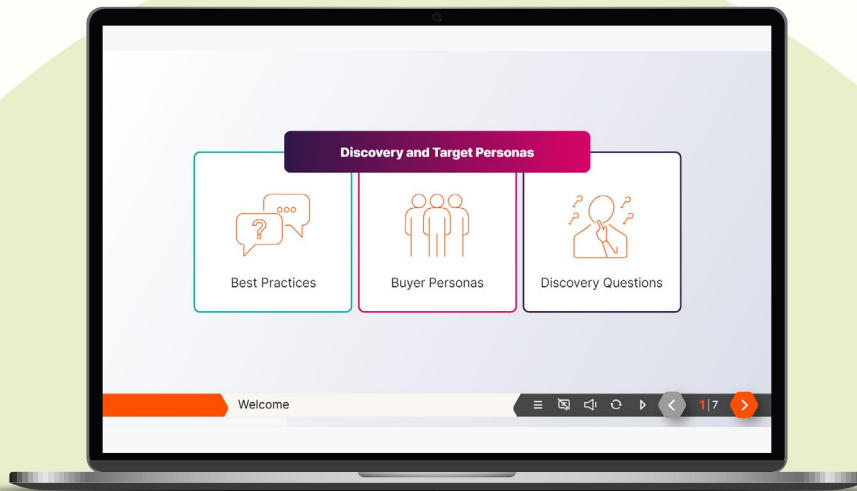 Discovery and Target Personas
?
Best Practices
Buyer Personas
Discovery Questions
Welcome
1|7